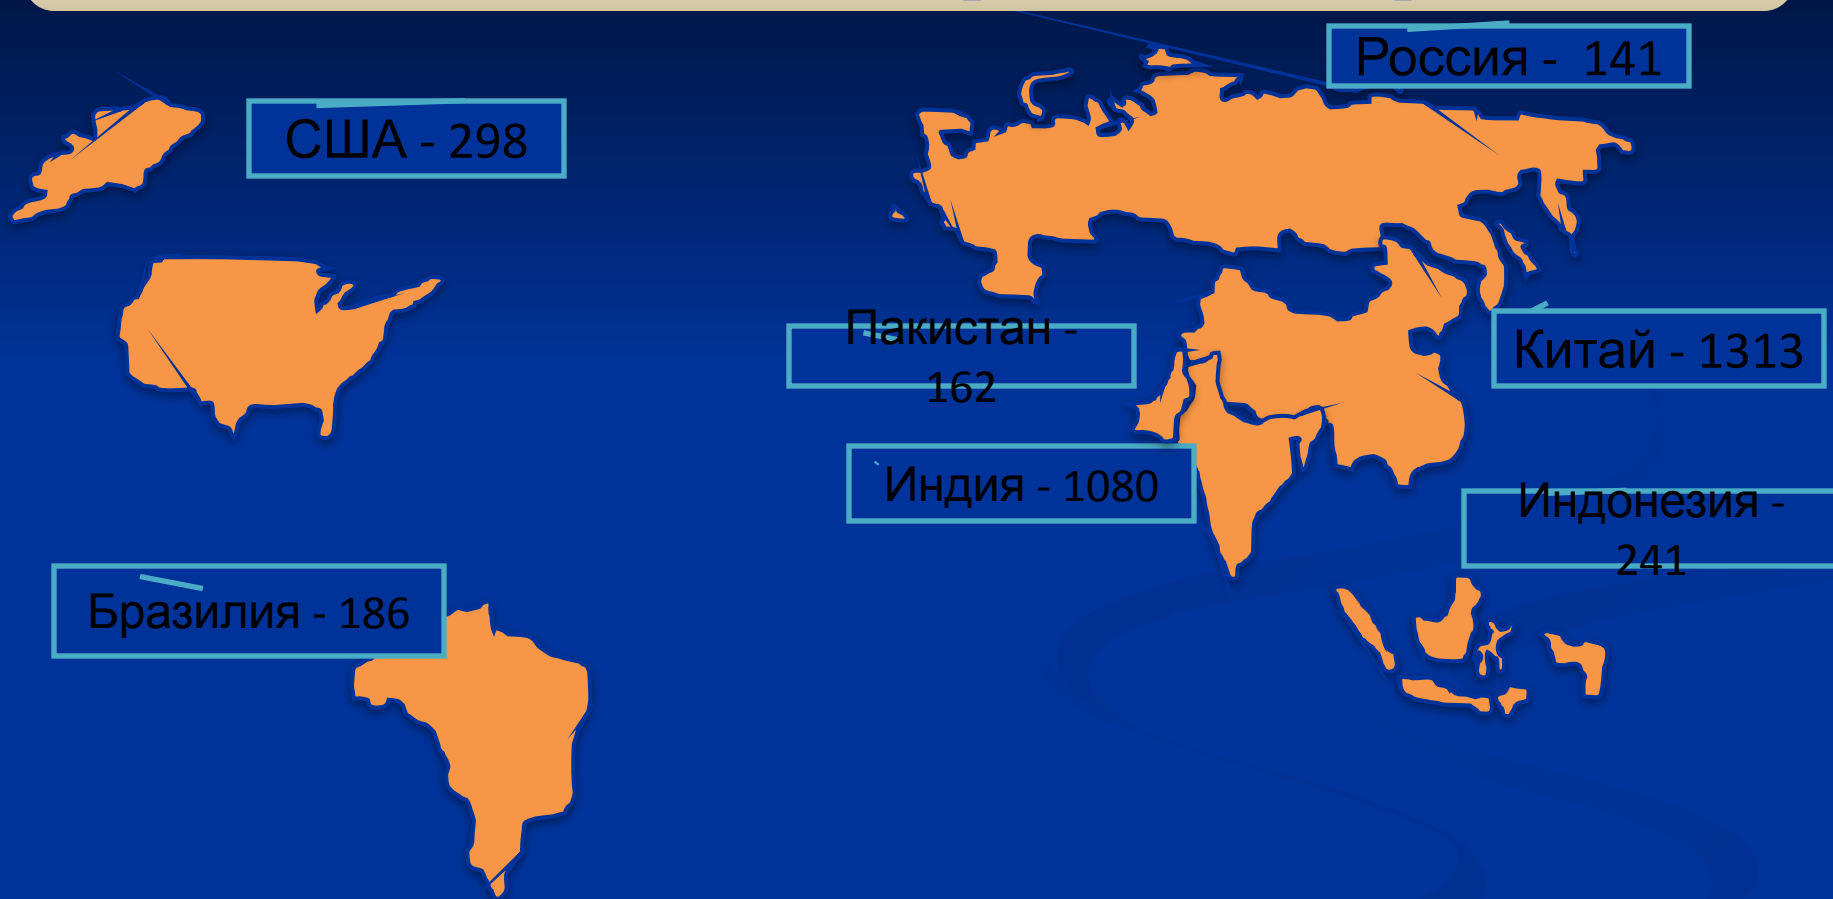 Россия - 141
США - 298
Пакистан -
162
Китай - 1313
Индия - 1080
Индонезия -
241
Бразилия - 186